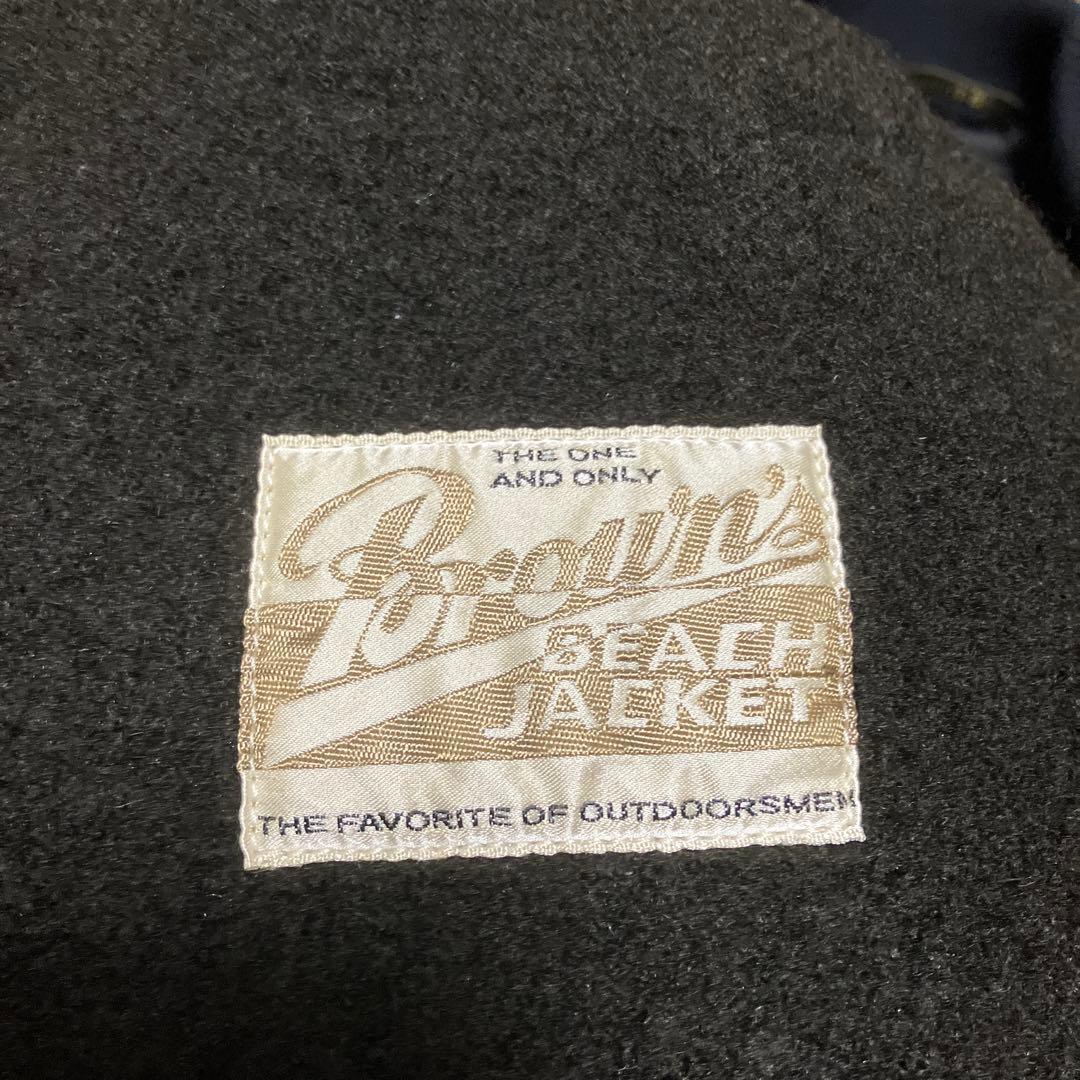 THE ONE
AND ONLY
Brown's
BEACH
JACKET
THE FAVORITE OF OUTDOORSMEN